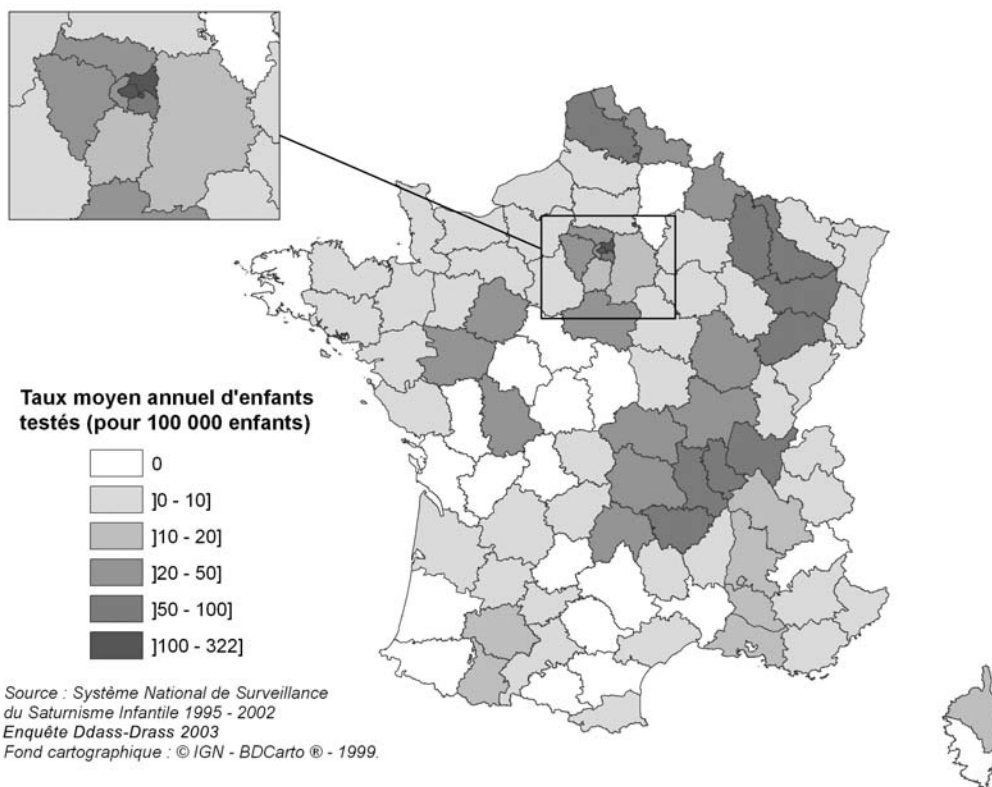 Taux moyen annuel d'enfants
testés (pour 100 000 enfants)
0
]0 - 10]
]10 - 20]
]20 - 50]
]50 - 100]
]100 - 322]
Source : Système National de Surveillance
du Saturnisme Infantile 1995 - 2002
Enquête Ddass-Drass 2003
Fond cartographique : © IGN - BDCarto ® - 1999.